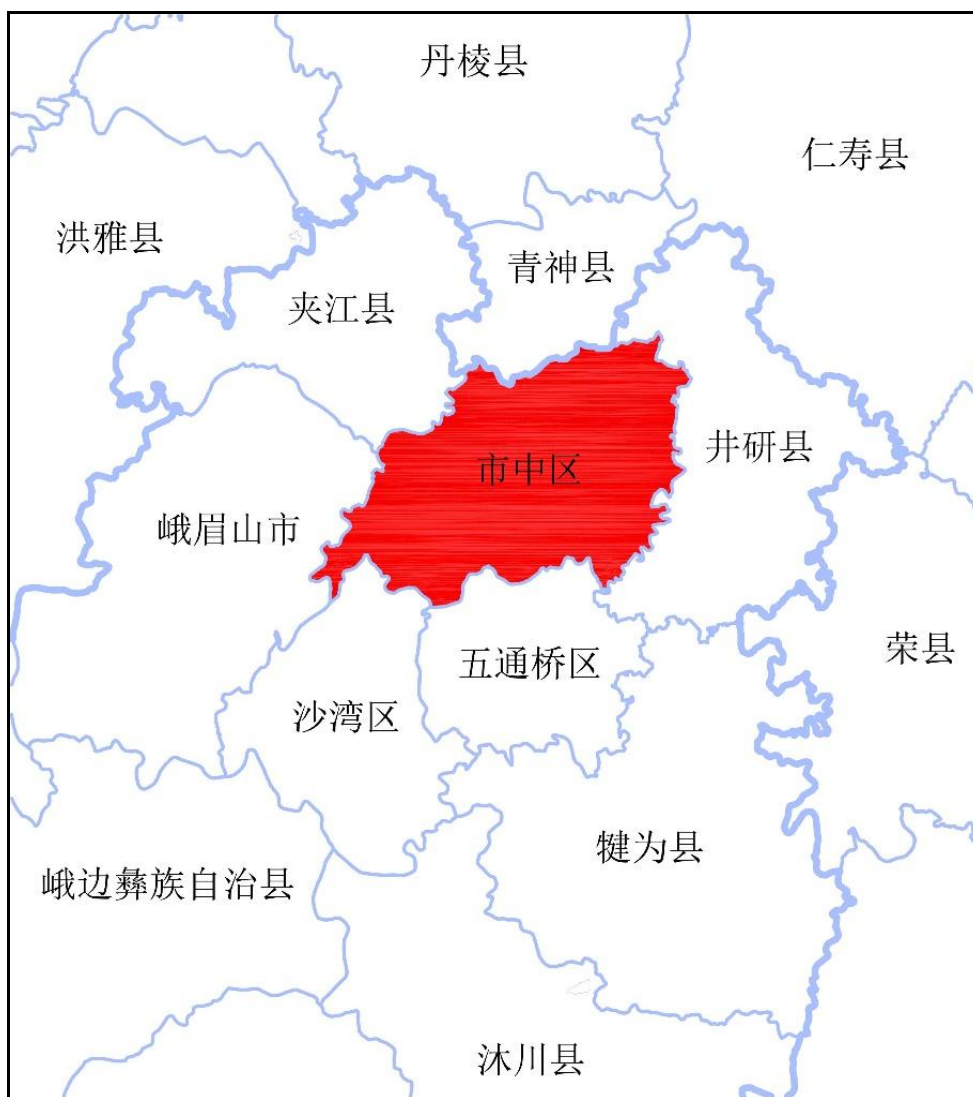 丹棱县
仁寿县
洪雅县
青神县
夹江县
井研县
市中区
峨眉山市
荣县
五通桥区
沙湾区
犍为县
峨边彝族自治县
沐川县